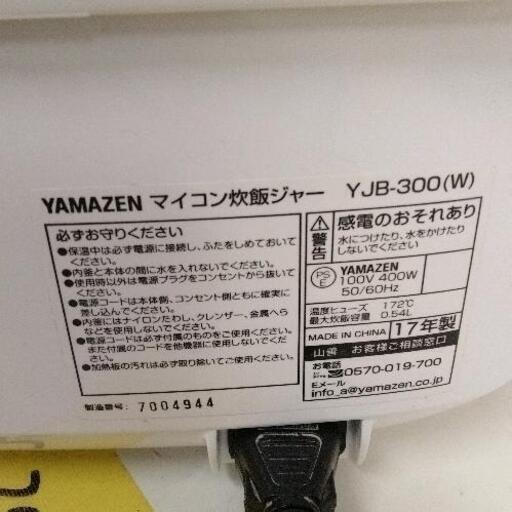 YAMAZEN マイコン炊飯ジャー YJB-300(W)
必ずお守りください
●保温中は必ず電源に接続し、ふたをしめておいて
ください。
●内釜と本体の間に水を入れないでください。
●使用時以外は電源プラグをコンセントから抜いて
ください。
●電源コードは本体側、コンセント側ともに確実に
差し込んでください。
●内釜にはナイロンたわし、クレンザー、金属へら
などを使用しないでください。
●電源コードは必ず付属のものをご使用ください。
また付属のコードを他機器に使用しないでください。
●加熱板の汚れは必ず取り除いてご使用ください。
製造番号: 7004944
警告
感電のおそれあり
水につけたり、水をかけたり
しないでください
PS
E
YAMAZEN
100V 400W
50/60Hz
温度ヒューズ 172℃
最大炊飯容量 0.54L
MADE IN CHINA 17年製
山善 お客様ご相談窓口
お電話
0570-019-700
Eメール
info_a@yamazen.co.jp